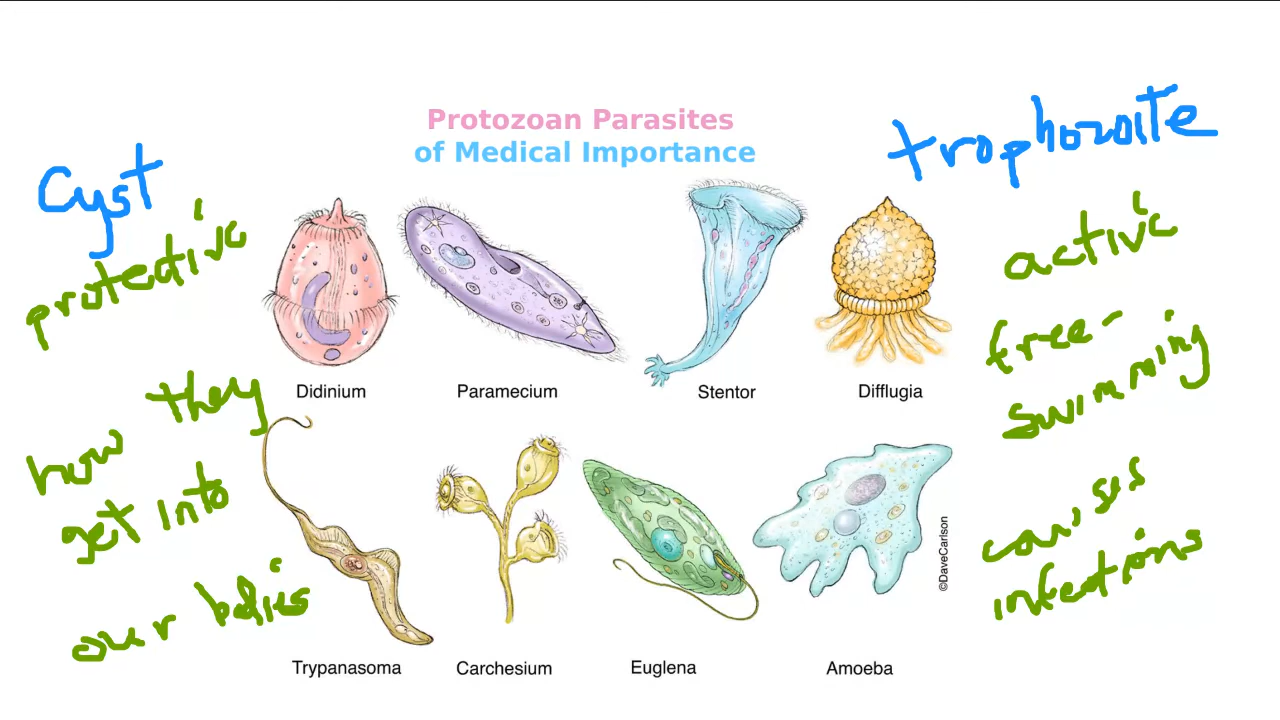 Protozoan Parasites
of Medical Importance
Cyst
protective
how they
get into
our bodies
trophozoite
active
free-
swimming
causes
infections
Didinium
Paramecium
Stentor
Difflugia
Trypanasoma
Carchesium
Euglena
Amoeba
©DaveCarlson